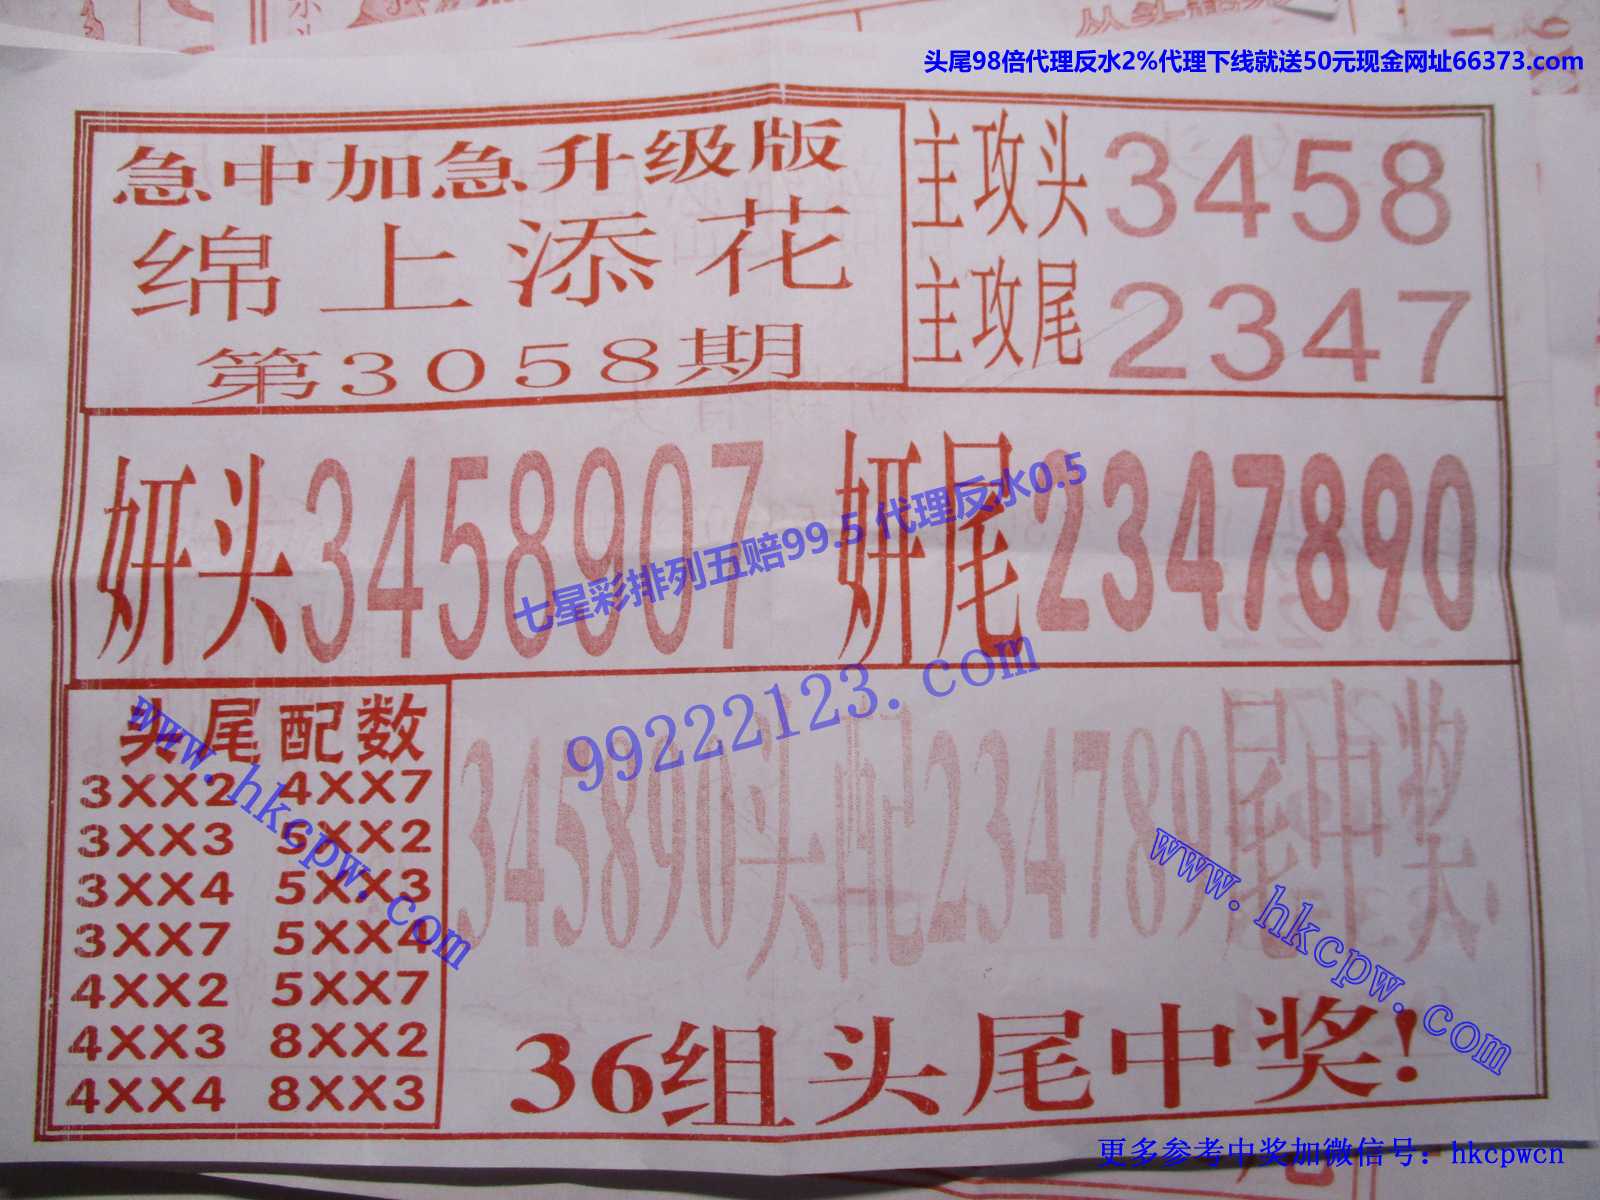 头尾98倍代理反水2%代理下线就送50元现金网址66373.com
急中加急升级版
绵上添花
第3058期
主攻头3458
主攻尾2347
妍头3458907
妍尾2347890
七星彩排列五赔99.5 代理反水0.5
99222123.com
头尾配数
3XX2 4XX7
3XX3 5XX2
3XX4 5XX3
3XX7 5XX4
4XX2 5XX7
4XX3 8XX2
4XX4 8XX3
www.hkcpw.com
345890头配234789尾中奖.
www.hkcpw.com
36组头尾中奖!
更多参考中奖加微信号：hkcpwcn